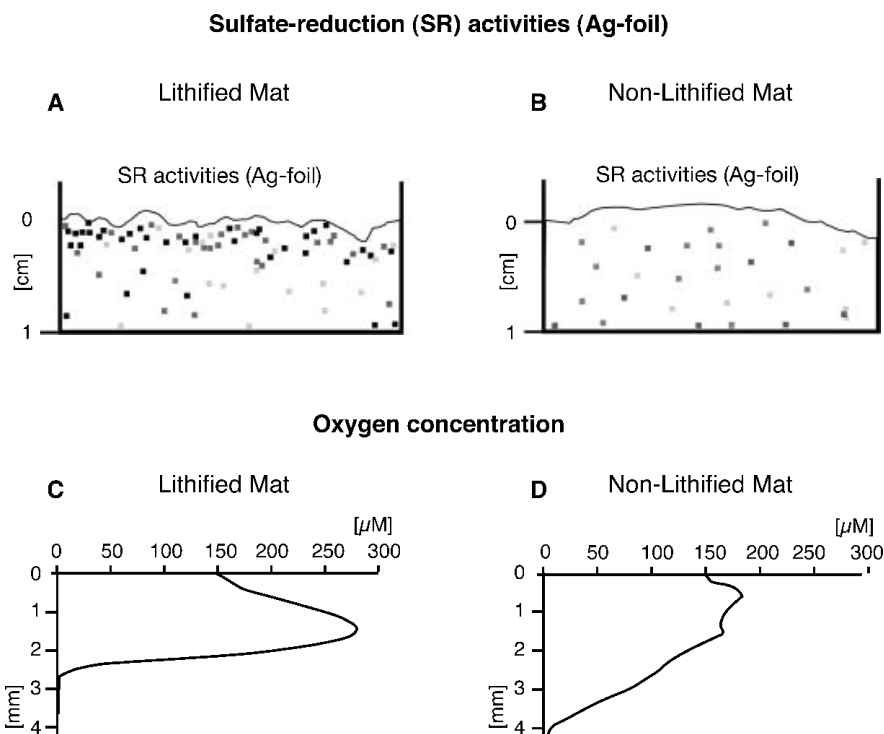 Sulfate-reduction (SR) activities (Ag-foil)
A
Lithified Mat
SR activities (Ag-foil)
0
[cm]
1
B
Non-Lithified Mat
SR activities (Ag-foil)
0
[cm]
1
Oxygen concentration
C
Lithified Mat
[µM]
0 50 100 150 200 250 300
0
1
2
3
4
[mm]
D
Non-Lithified Mat
[µM]
0 50 100 150 200 250 300
0
1
2
3
4
[mm]